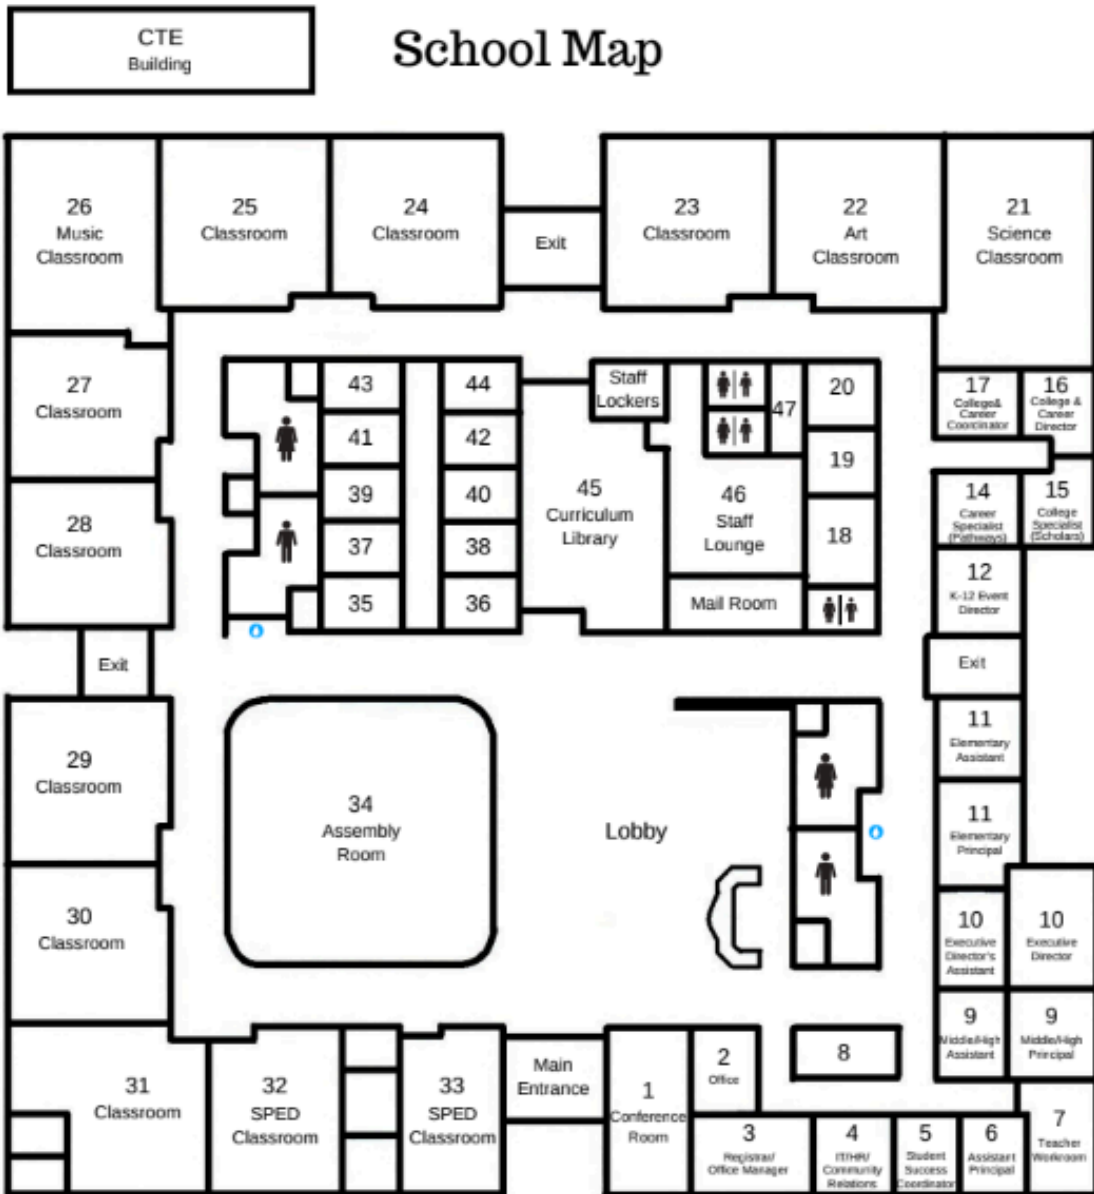 CTE
Building
School Map
26
Music
Classroom
25
Classroom
24
Classroom
Exit
23
Classroom
22
Art
Classroom
21
Science
Classroom
27
Classroom
43
44
Staff
Lockers
47
20
17
College&
Career
Coordinator
16
College &
Career
Director
41
42
19
28
Classroom
39
40
45
Curriculum
Library
46
Staff
Lounge
14
Career
Specialist
(Pathways)
15
College
Specialist
(Scholars)
37
38
18
12
K-12 Event
Director
35
36
Mail Room
Exit
Exit
29
Classroom
11
Elementary
Assistant
34
Assembly
Room
Lobby
11
Elementary
Principal
30
Classroom
10
Executive
Director's
Assistant
10
Executive
Director
9
Middle/High
Assistant
9
Middle/High
Principal
31
Classroom
32
SPED
Classroom
33
SPED
Classroom
Main
Entrance
1
Conference
Room
2
Office
8
3
Registrar/
Office Manager
4
IT/HR/
Community
Relations
5
Student
Success
Coordinator
6
Assistant
Principal
7
Teacher
Workroom